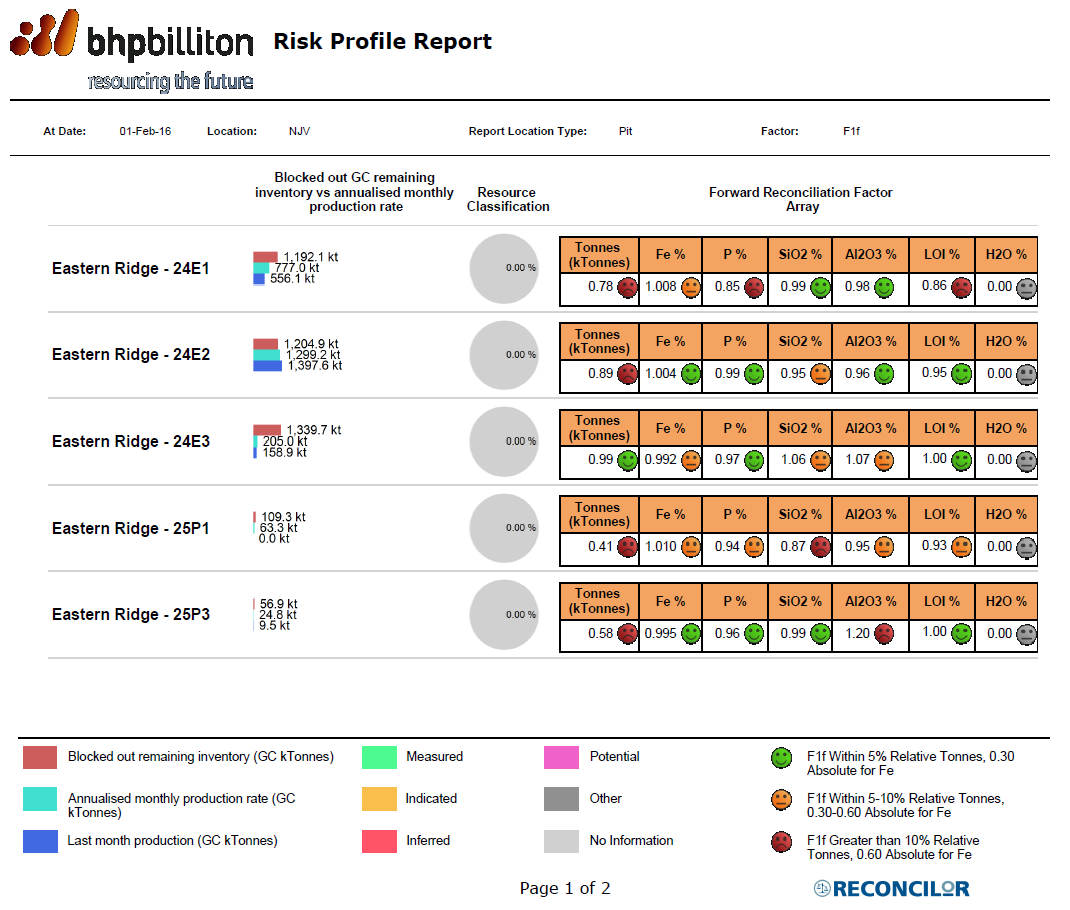 bhpbilliton
resourcing the future
Risk Profile Report
At Date: 01-Feb-16 Location: NJV Report Location Type: Pit Factor: F1f
Blocked out GC remaining
inventory vs annualised monthly
production rate
Resource
Classification
Forward Reconciliation Factor
Array
Eastern Ridge - 24E1
1,192.1 kt
777.0 kt
556.1 kt
0.00 %
Tonnes
(kTonnes) Fe % P % SiO2 % Al2O3 % LOI % H2O %
0.78 1.008 0.85 0.99 0.98 0.86 0.00
Eastern Ridge - 24E2
1,204.9 kt
1,299.2 kt
1,397.6 kt
0.00 %
Tonnes
(kTonnes) Fe % P % SiO2 % Al2O3 % LOI % H2O %
0.89 1.004 0.99 0.95 0.96 0.95 0.00
Eastern Ridge - 24E3
1,339.7 kt
205.0 kt
158.9 kt
0.00 %
Tonnes
(kTonnes) Fe % P % SiO2 % Al2O3 % LOI % H2O %
0.99 0.992 0.97 1.06 1.07 1.00 0.00
Eastern Ridge - 25P1
109.3 kt
63.3 kt
0.0 kt
0.00 %
Tonnes
(kTonnes) Fe % P % SiO2 % Al2O3 % LOI % H2O %
0.41 1.010 0.94 0.87 0.95 0.93 0.00
Eastern Ridge - 25P3
56.9 kt
24.8 kt
9.5 kt
0.00 %
Tonnes
(kTonnes) Fe % P % SiO2 % Al2O3 % LOI % H2O %
0.58 0.995 0.96 0.99 1.20 1.00 0.00
Blocked out remaining inventory (GC kTonnes)
Annualised monthly production rate (GC
kTonnes)
Last month production (GC kTonnes)
Measured
Indicated
Inferred
Potential
Other
No Information
F1f Within 5% Relative Tonnes, 0.30
Absolute for Fe
F1f Within 5-10% Relative Tonnes,
0.30-0.60 Absolute for Fe
F1f Greater than 10% Relative
Tonnes, 0.60 Absolute for Fe
Page 1 of 2
RECONCILOR